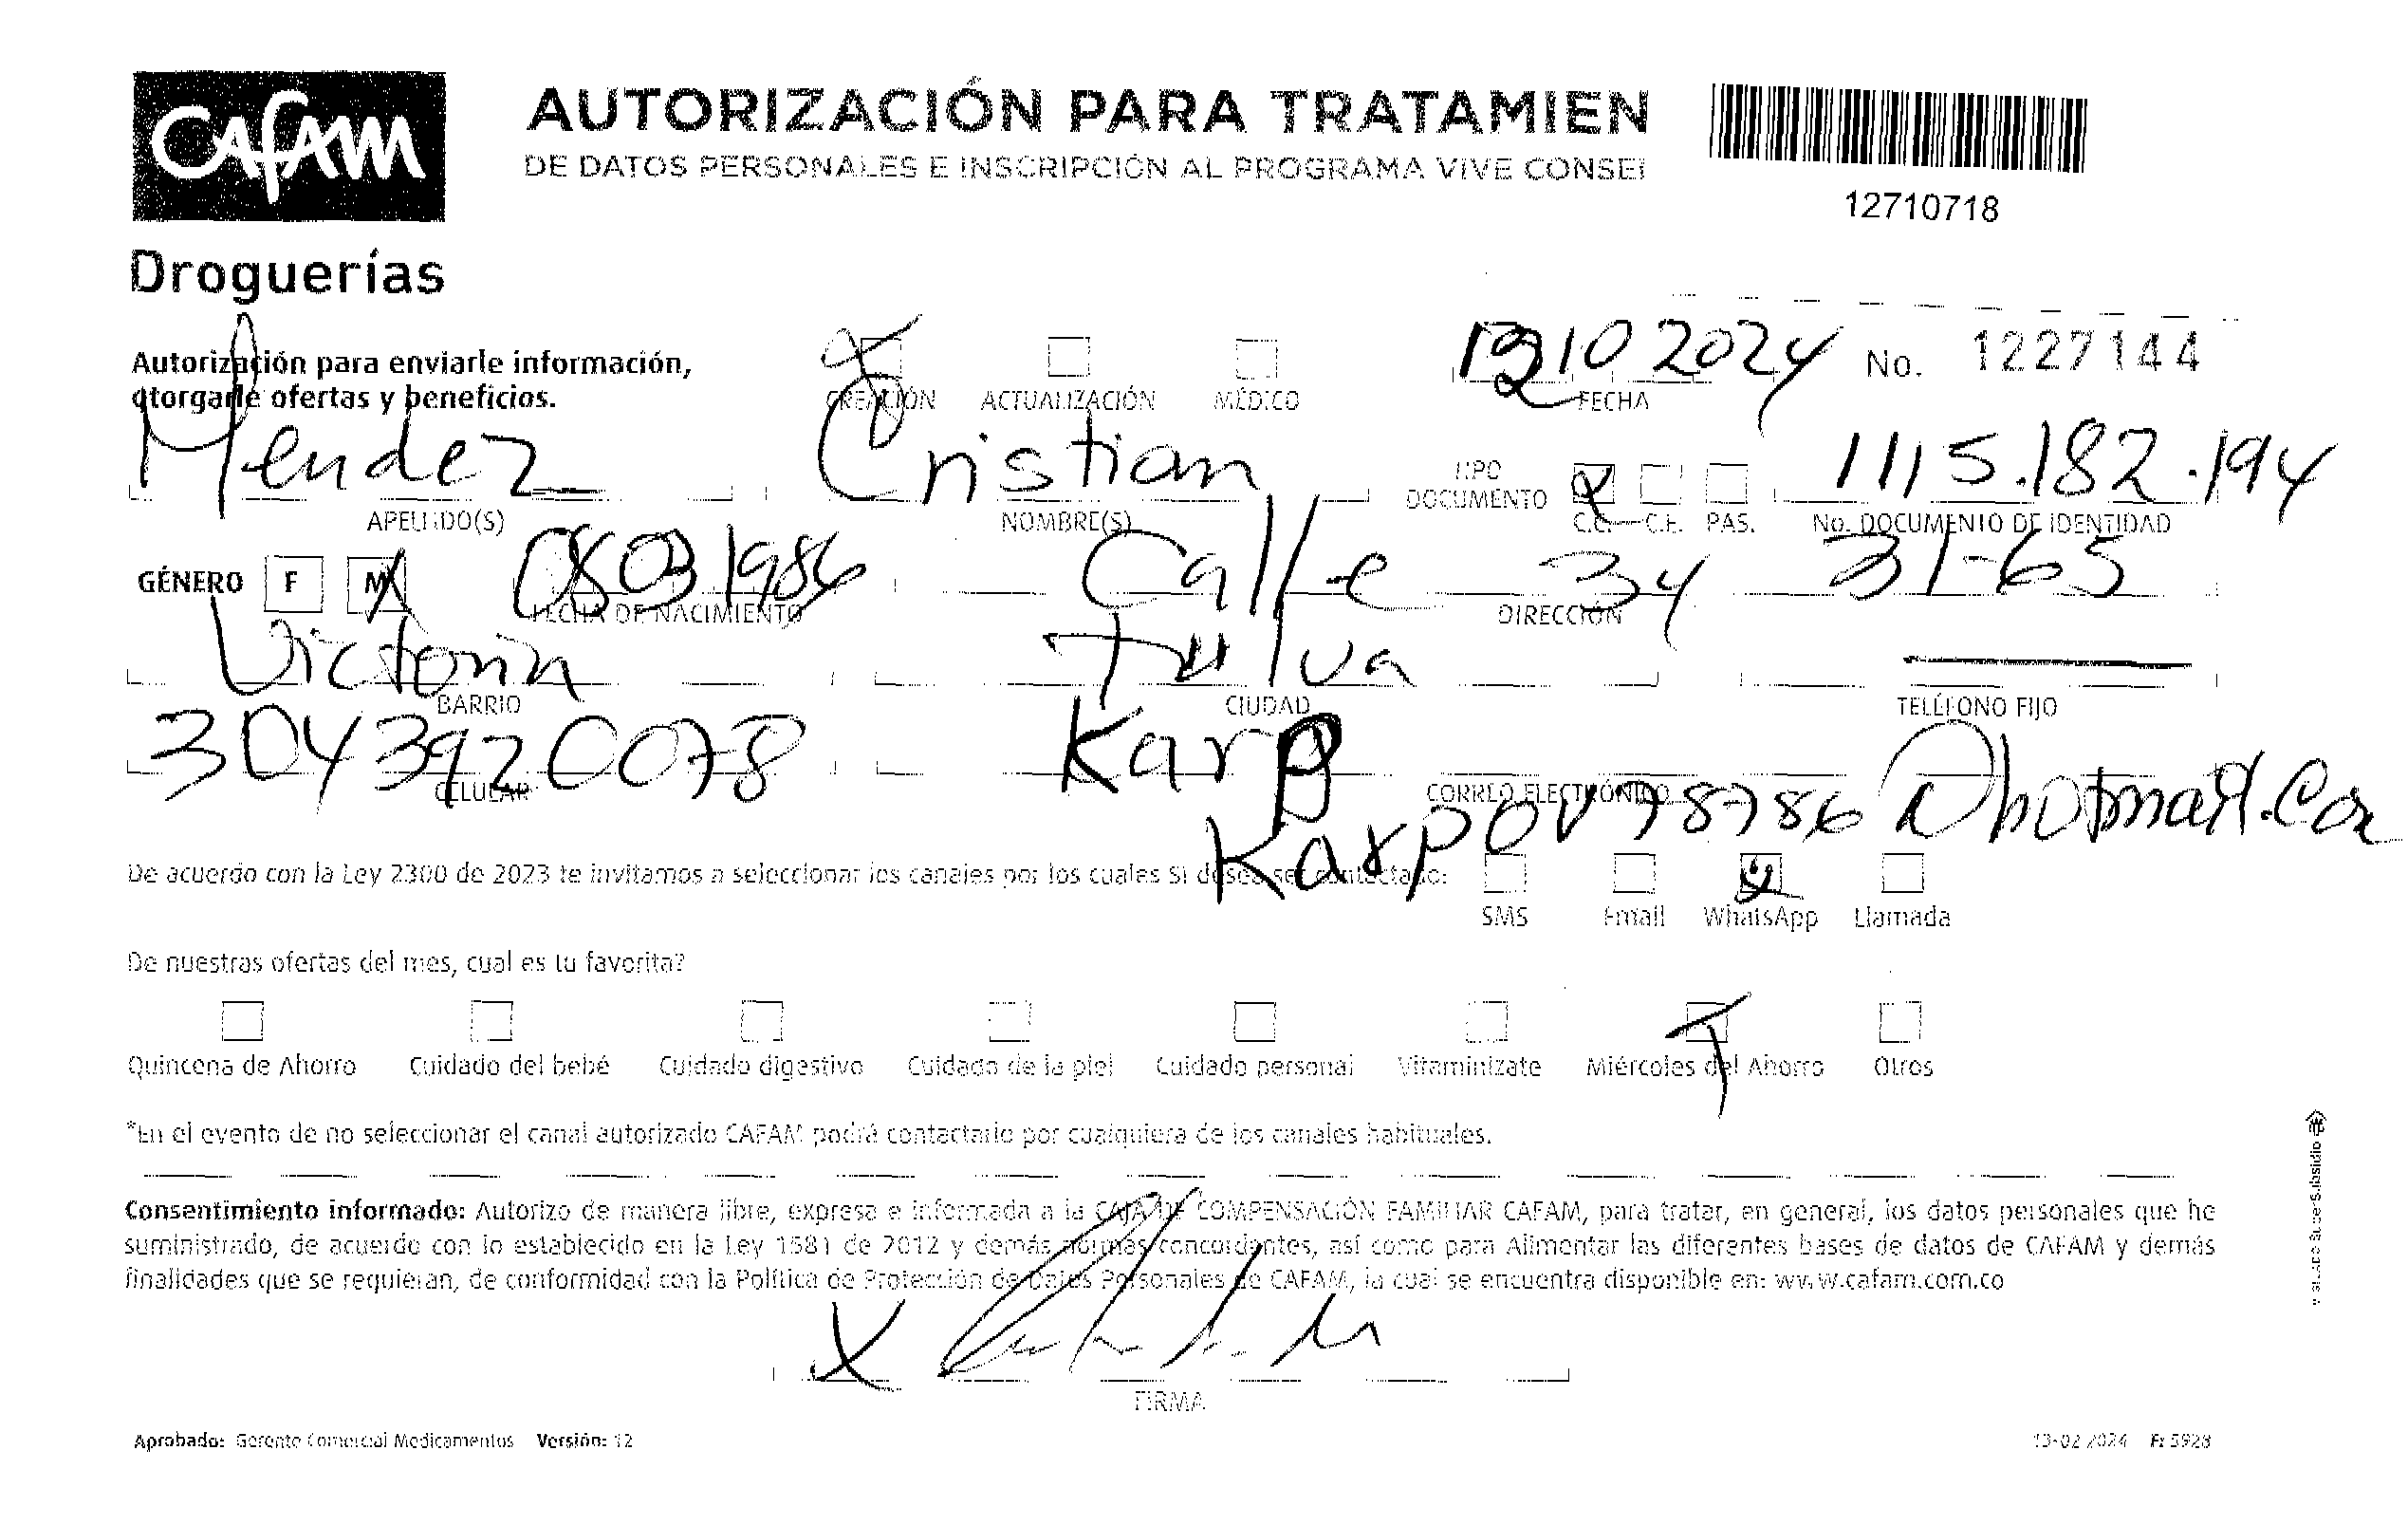 Cafam
AUTORIZACIÓN PARA TRATAMIEN
DE DATOS PERSONALES E INSCRIPCIÓN AL PROGRAMA VIVE CONSEI
12710718
Droguerías
Autorización para enviarle información,
otorgarle ofertas y beneficios.
CREACIÓN ACTUALIZACIÓN MÉDICO
10 2024
FECHA
No. 1227144
Mendez Cristian
APELLIDO(S) NOMBRE(S)
TIPO
DOCUMENTO
C.C. C.E. PAS.
1115.182.194
No. DOCUMENTO DE IDENTIDAD
GÉNERO F M
08031986
FECHA DE NACIMIENTO
Calle 34 31-65
DIRECCIÓN
Victoria Tulua
BARRIO CIUDAD TELÉFONO FIJO
3043920078 Karp
CELULAR CORREO ELECTRÓNICO
Karpov78786@hotmail.Com
De acuerdo con la Ley 2300 de 2023 te invitamos a seleccionar los canales por los cuales SI desea ser contactado:
SMS Email WhatsApp Llamada
De nuestras ofertas del mes, cual es tu favorita?
Quincena de Ahorro Cuidado del bebé Cuidado digestivo Cuidado de la piel Cuidado personal Vitaminízate Miércoles del Ahorro Otros
*En el evento de no seleccionar el canal autorizado CAFAM podrá contactarlo por cualquiera de los canales habituales.
Consentimiento informado: Autorizo de manera libre, expresa e informada a la CAJA DE COMPENSACIÓN FAMILIAR CAFAM, para tratar, en general, los datos personales que he
suministrado, de acuerdo con lo establecido en la Ley 1581 de 2012 y demás normas concordantes, así como para Alimentar las diferentes bases de datos de CAFAM y demás
finalidades que se requieran, de conformidad con la Política de Protección de Datos Personales de CAFAM, la cual se encuentra disponible en: www.cafam.com.co
X
FIRMA
Aprobado: Gerente Comercial Medicamentos Versión: 12
13-02 2024 F: 5928